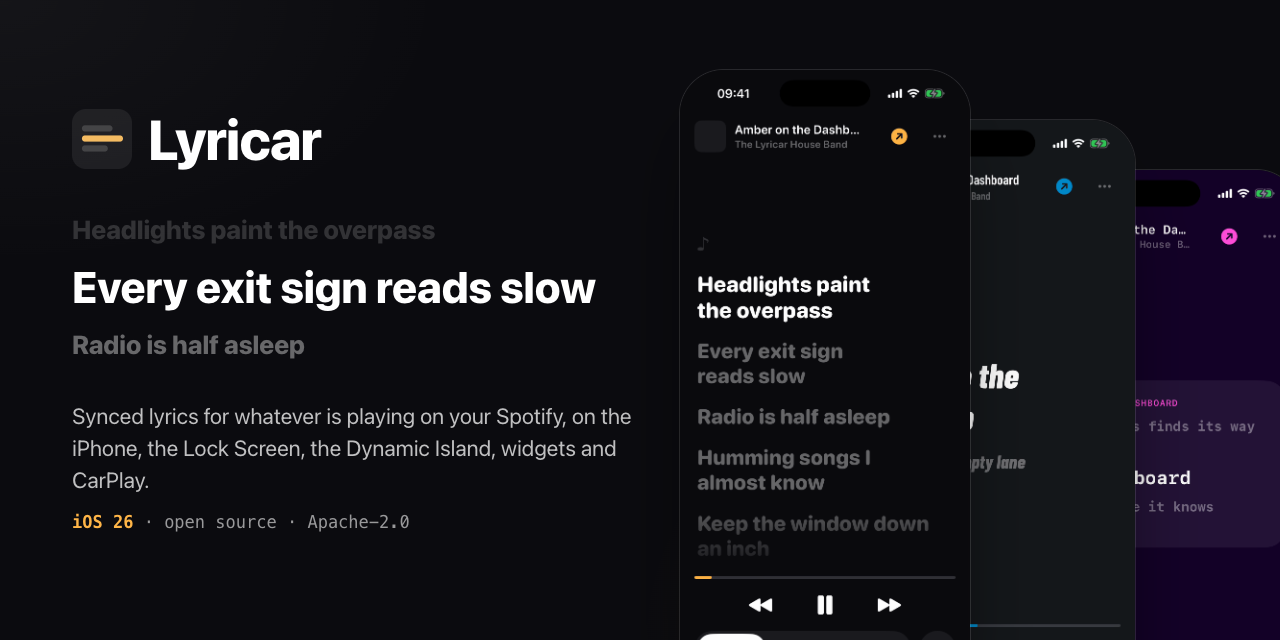 Lyricar
Headlights paint the overpass
Every exit sign reads slow
Radio is half asleep
Synced lyrics for whatever is playing on your Spotify, on the
iPhone, the Lock Screen, the Dynamic Island, widgets and
CarPlay.
iOS 26 · open source · Apache-2.0
09:41
Amber on the Dashb...
The Lyricar House Band
Headlights paint
the overpass
Every exit sign
reads slow
Radio is half asleep
Humming songs I
almost know
Keep the window down
an inch
Dashboard
Band
the
pty lane
the Da...
House B...
SHBOARD
s finds its way
board
e it knows